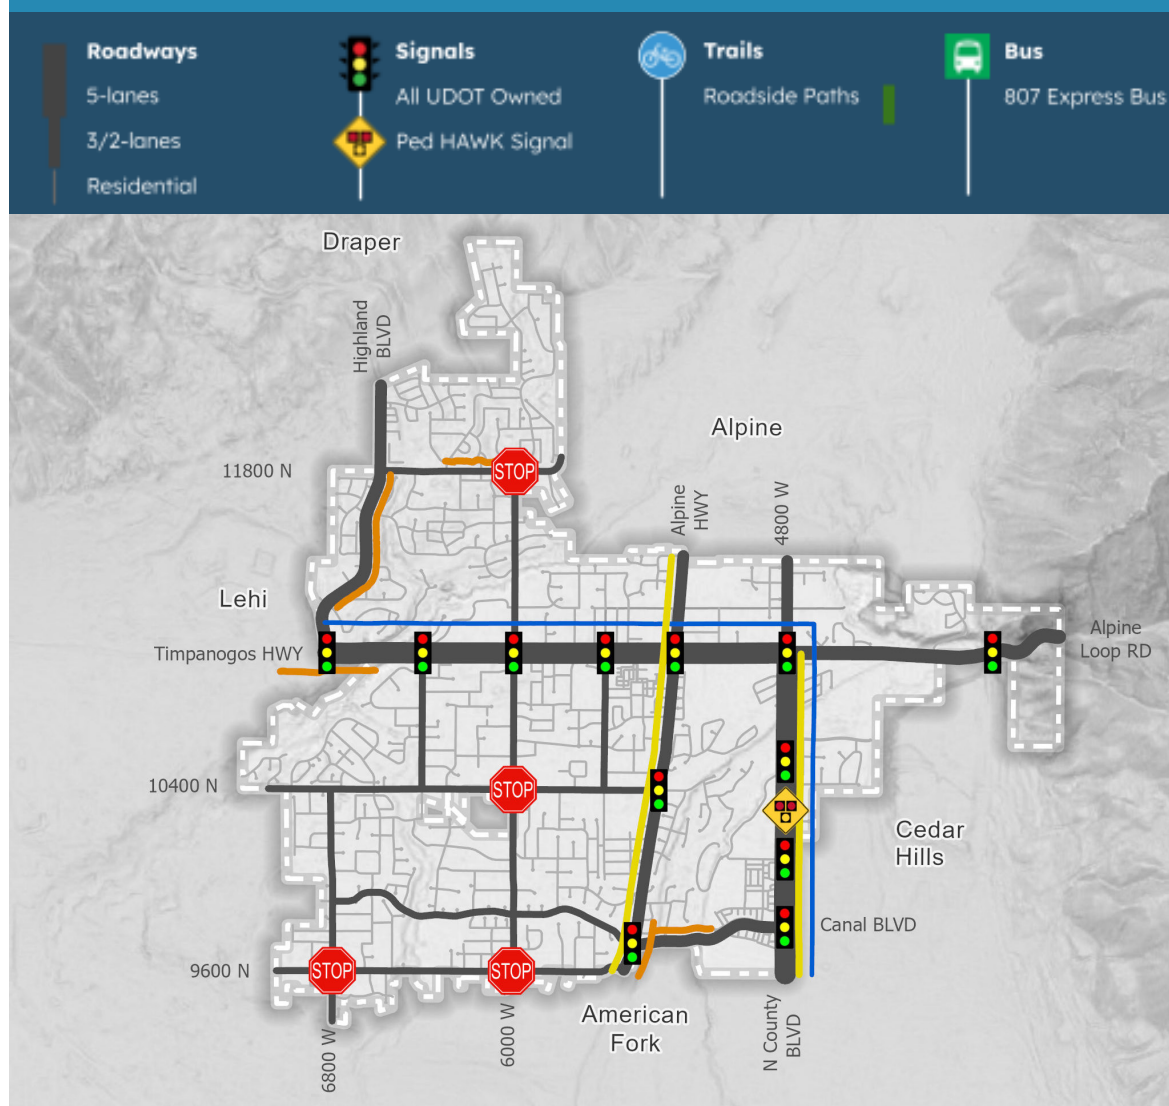 Roadways
5-lanes
3/2-lanes
Residential
Signals
All UDOT Owned
Ped HAWK Signal
Trails
Roadside Paths
Bus
807 Express Bus
Draper
Highland
BLVD
Alpine
11800 N
STOP
Alpine
HWY
4800 W
Lehi
Timpanogos HWY
Alpine
Loop RD
10400 N
STOP
Cedar
Hills
Canal BLVD
9600 N
STOP
STOP
American
Fork
6800 W
6000 W
N County
BLVD